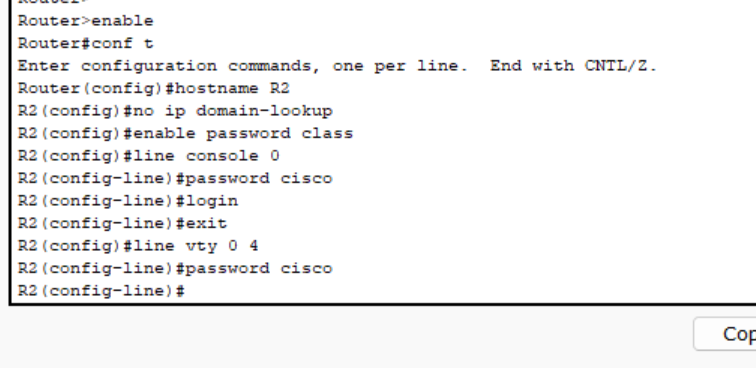 Router>
Router>enable
Router#conf t
Enter configuration commands, one per line.  End with CNTL/Z.
Router(config)#hostname R2
R2(config)#no ip domain-lookup
R2(config)#enable password class
R2(config)#line console 0
R2(config-line)#password cisco
R2(config-line)#login
R2(config-line)#exit
R2(config)#line vty 0 4
R2(config-line)#password cisco
R2(config-line)#
Cop